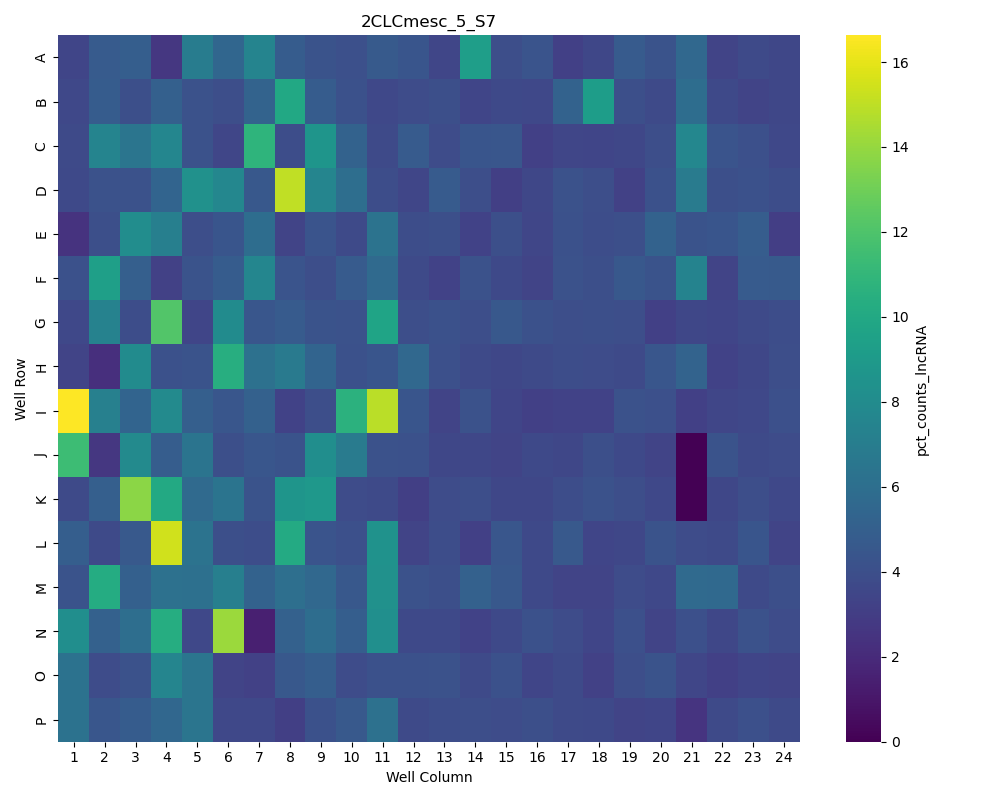 2CLCmesc_5_S7
A
B
C
D
E
F
G
H
I
J
K
L
M
N
O
P
Well Row
1 2 3 4 5 6 7 8 9 10 11 12 13 14 15 16 17 18 19 20 21 22 23 24
Well Column
16
14
12
10
8
6
4
2
0
pct_counts_lncRNA